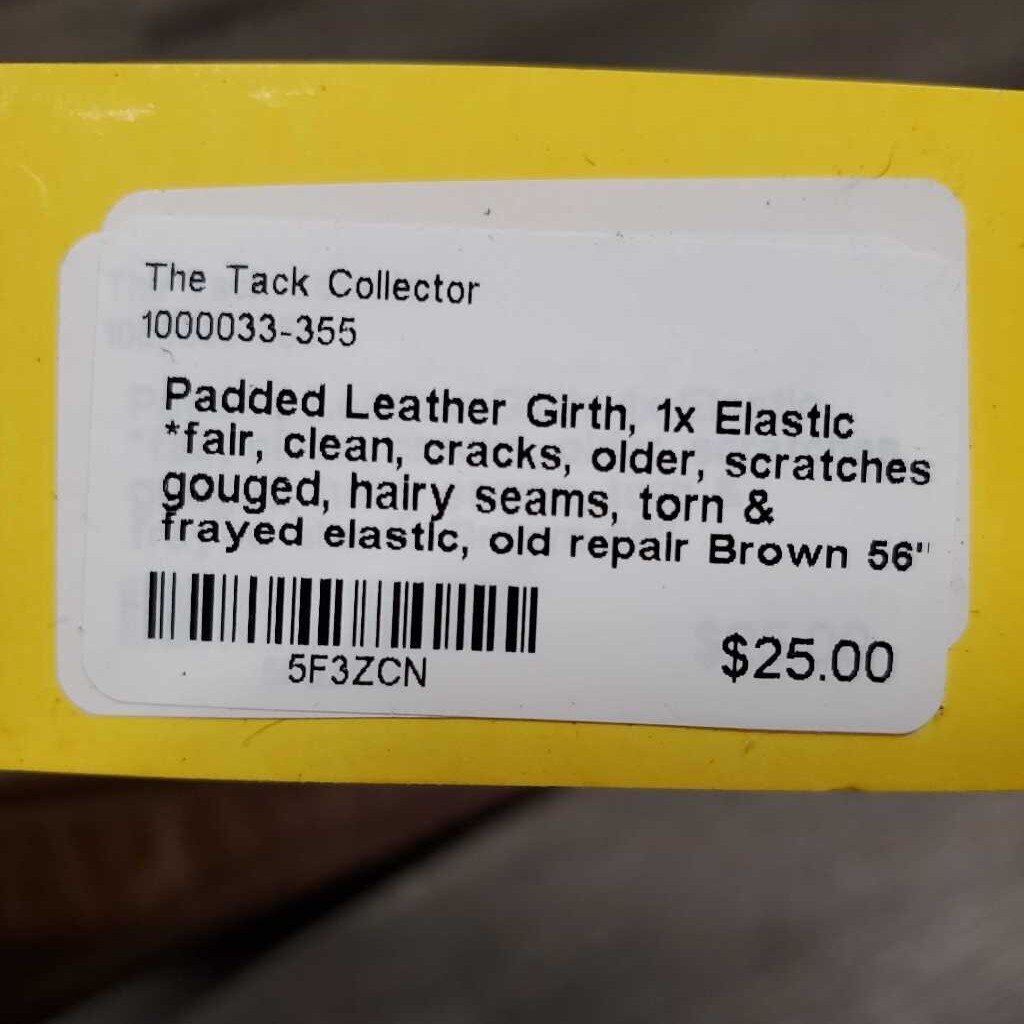 The Tack Collector
1000033-355
Padded Leather Girth, 1x Elastic
*fair, clean, cracks, older, scratches
gouged, hairy seams, torn &
frayed elastic, old repair Brown 56"
5F3ZCN
$25.00